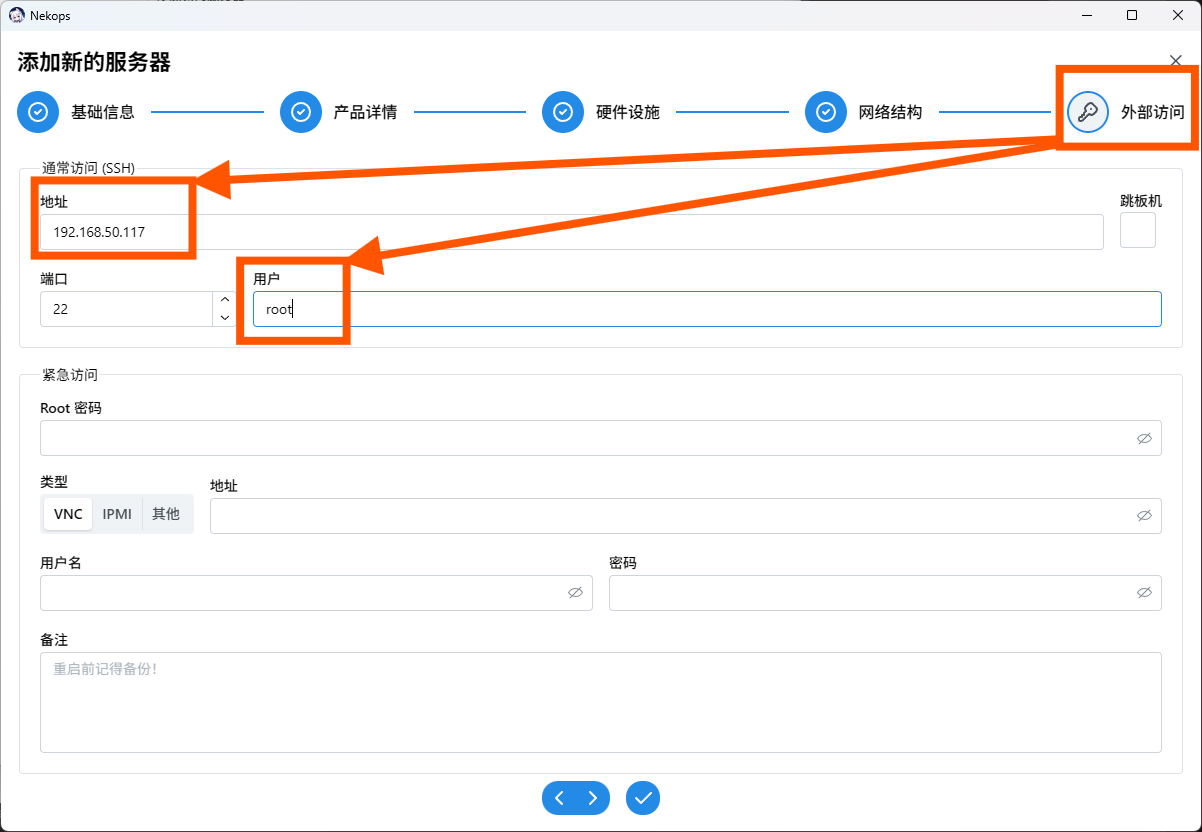 Nekops
添加新的服务器
基础信息
产品详情
硬件设施
网络结构
外部访问
通常访问 (SSH)
地址
跳板机
192.168.50.117
端口
用户
22
root
紧急访问
Root 密码
类型
地址
VNC
IPMI
其他
用户名
密码
备注
重启前记得备份!